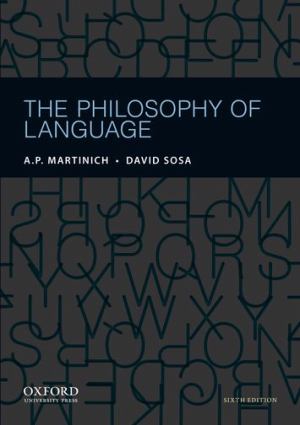 THE PHILOSOPHY OF
LANGUAGE
A.P. MARTINICH • DAVID SOSA
OXFORD
UNIVERSITY PRESS
SIXTH EDITION